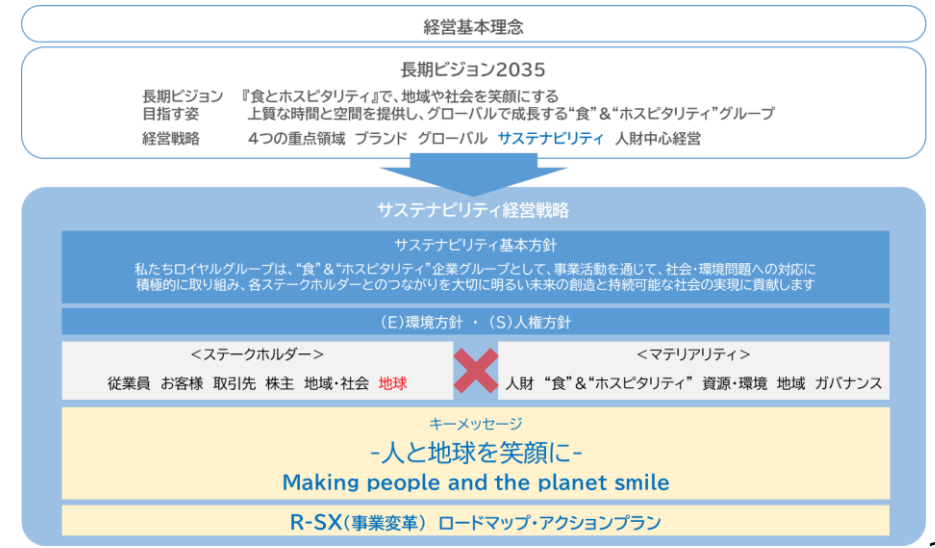 経営基本理念
長期ビジョン2035
長期ビジョン 『食とホスピタリティ』で、地域や社会を笑顔にする
目指す姿 上質な時間と空間を提供し、グローバルで成長する“食”&“ホスピタリティ”グループ
経営戦略 4つの重点領域 ブランド グローバル サステナビリティ 人財中心経営
サステナビリティ経営戦略
サステナビリティ基本方針
私たちロイヤルグループは、“食”&“ホスピタリティ”企業グループとして、事業活動を通じて、社会・環境問題への対応に
積極的に取り組み、各ステークホルダーとのつながりを大切に明るい未来の創造と持続可能な社会の実現に貢献します
(E)環境方針 ・ (S)人権方針
<ステークホルダー>
従業員 お客様 取引先 株主 地域・社会 地球
<マテリアリティ>
人財 “食”&“ホスピタリティ” 資源・環境 地域 ガバナンス
キーメッセージ
-人と地球を笑顔に-
Making people and the planet smile
R-SX(事業変革) ロードマップ・アクションプラン